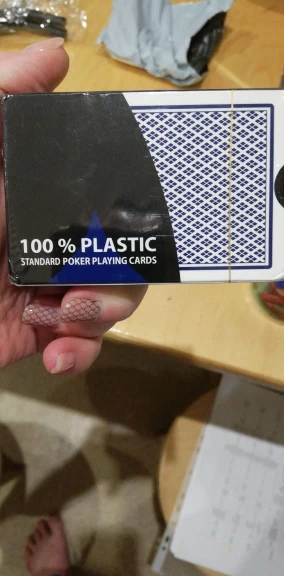 100 % PLASTIC
STANDARD POKER PLAYING CARDS